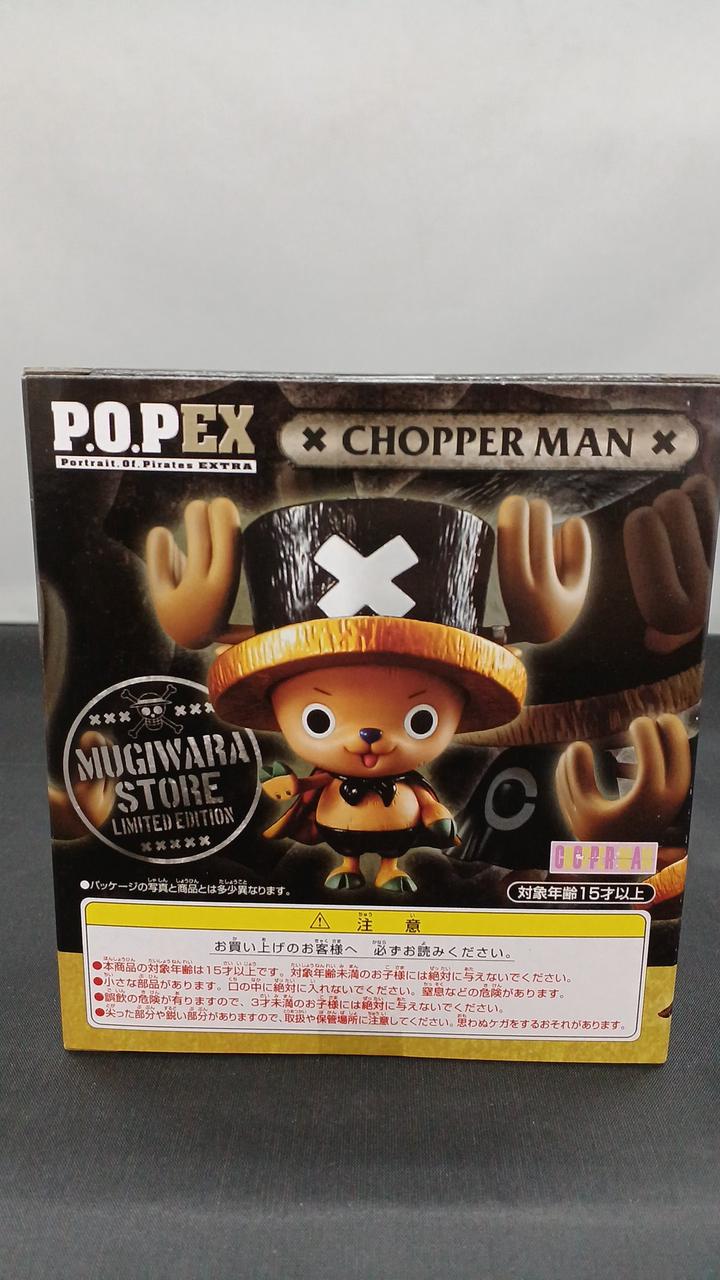 P.O.P EX
Portrait.Of.Pirates EXTRA
CHOPPER MAN
MUGIWARA
STORE
LIMITED EDITION
C
●パッケージの写真と商品とは多少異なります。
対象年齢15才以上
⚠ 注意
お買い上げのお客様へ 必ずお読みください。
●本商品の対象年齢は15才以上です。対象年齢未満のお子様には絶対に与えないでください。
●小さな部品があります。口の中に絶対に入れないでください。窒息などの危険があります。
●誤飲の危険が有りますので、3才未満のお子様には絶対に与えないでください。
●尖った部分や鋭い部分がありますので、取扱や保管場所に注意してください。思わぬケガをするおそれがあります。